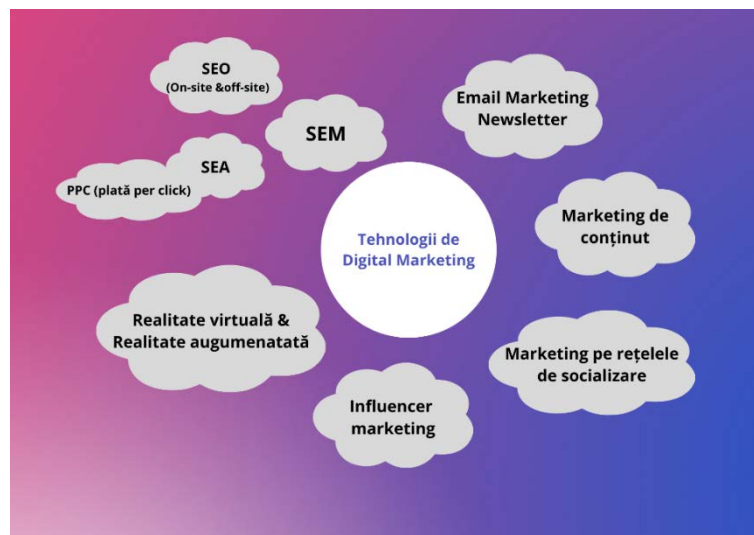 SEO
(On-site &off-site)
SEM
SEA
PPC (plată per click)
Email Marketing
Newsletter
Tehnologii de
Digital Marketing
Marketing de
conținut
Realitate virtuală &
Realitate augumenatată
Marketing pe rețelele
de socializare
Influencer
marketing